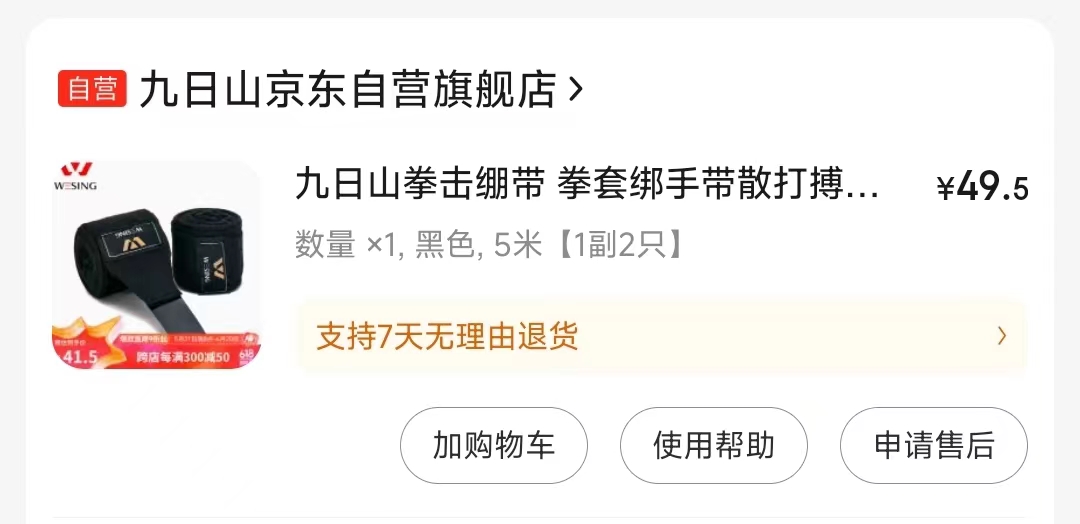 自营 九日山京东自营旗舰店
WESING
九日山拳击绷带 拳套绑手带散打搏... ¥49.5
数量 ×1, 黑色, 5米【1副2只】
WESING
WESING
支持7天无理由退货
41.5 跨店每满300减50 618
加购物车 使用帮助 申请售后